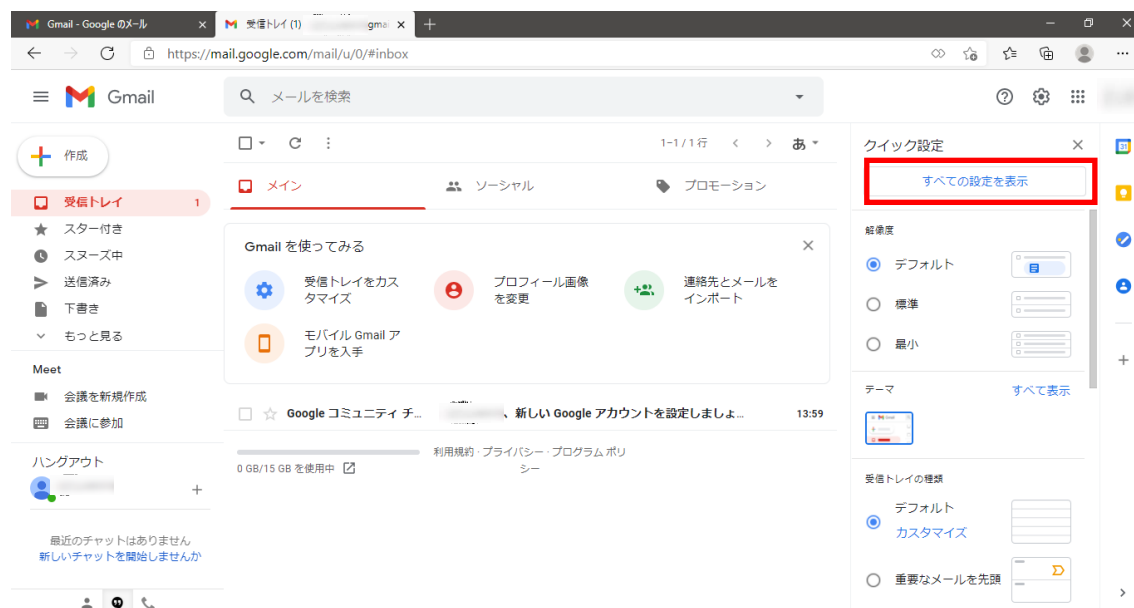 Gmail - Google のメール
受信トレイ (1)
gma
https://mail.google.com/mail/u/0/#inbox
Gmail
メールを検索
作成
1-1 / 1 行
あ
クイック設定
31
すべての設定を表示
受信トレイ 1
メイン
ソーシャル
プロモーション
スター付き
スヌーズ中
送信済み
下書き
もっと見る
Gmail を使ってみる
受信トレイをカス
タマイズ
プロフィール画像
を変更
連絡先とメールを
インポート
モバイル Gmail ア
プリを入手
解像度
デフォルト
標準
最小
Meet
会議を新規作成
会議に参加
テーマ
すべて表示
Google コミュニティ チ...
、新しい Google アカウントを設定しましょ...
13:59
0 GB/15 GB を使用中
利用規約 · プライバシー · プログラム ポリ
シー
ハングアウト
最近のチャットはありません
新しいチャットを開始しませんか
受信トレイの種類
デフォルト
カスタマイズ
重要なメールを先頭